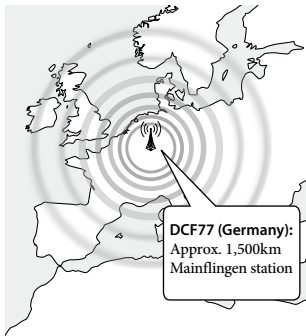 DCF77 (Germany):
Approx. 1,500km
Mainflingen station